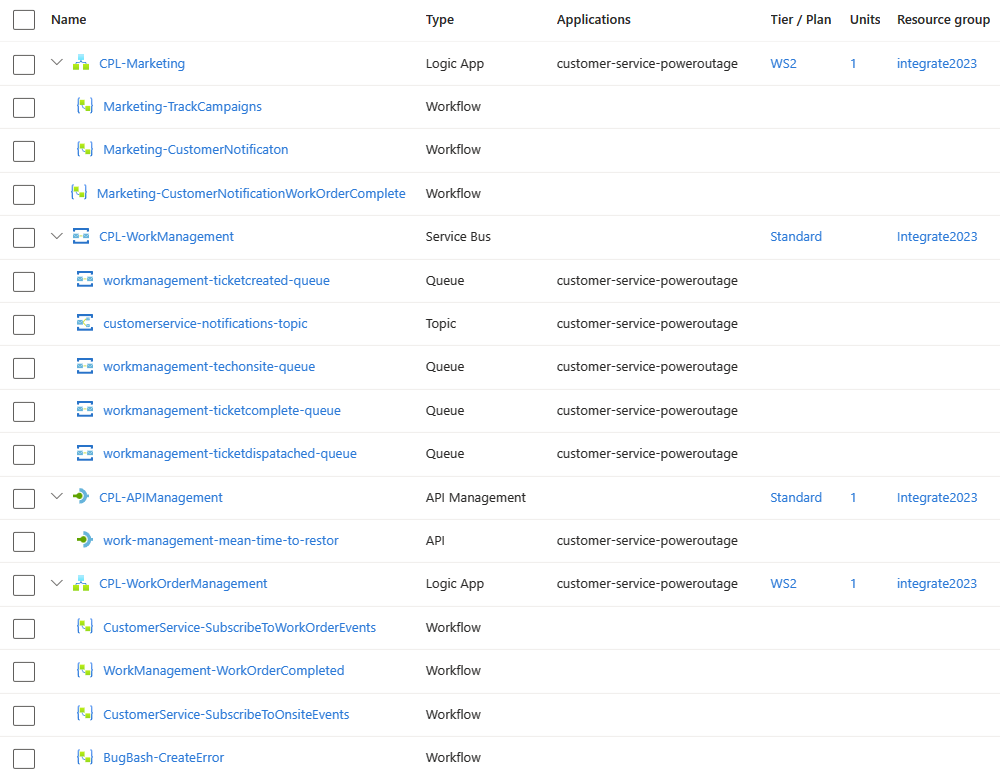 Name Type Applications Tier / Plan Units Resource group
CPL-Marketing Logic App customer-service-poweroutage WS2 1 integrate2023
Marketing-TrackCampaigns Workflow
Marketing-CustomerNotificaton Workflow
Marketing-CustomerNotificationWorkOrderComplete Workflow
CPL-WorkManagement Service Bus Standard Integrate2023
workmanagement-ticketcreated-queue Queue customer-service-poweroutage
customerservice-notifications-topic Topic customer-service-poweroutage
workmanagement-techonsite-queue Queue customer-service-poweroutage
workmanagement-ticketcomplete-queue Queue customer-service-poweroutage
workmanagement-ticketdispatached-queue Queue customer-service-poweroutage
CPL-APIManagement API Management Standard 1 Integrate2023
work-management-mean-time-to-restor API customer-service-poweroutage
CPL-WorkOrderManagement Logic App customer-service-poweroutage WS2 1 integrate2023
CustomerService-SubscribeToWorkOrderEvents Workflow
WorkManagement-WorkOrderCompleted Workflow
CustomerService-SubscribeToOnsiteEvents Workflow
BugBash-CreateError Workflow